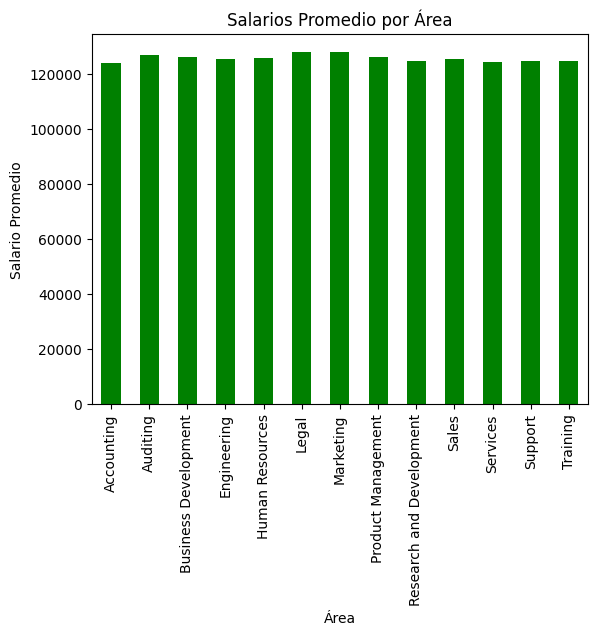 Salarios Promedio por Área
Salario Promedio
120000
100000
80000
60000
40000
20000
0
Accounting
Auditing
Business Development
Engineering
Human Resources
Legal
Marketing
Product Management
Research and Development
Sales
Services
Support
Training
Área